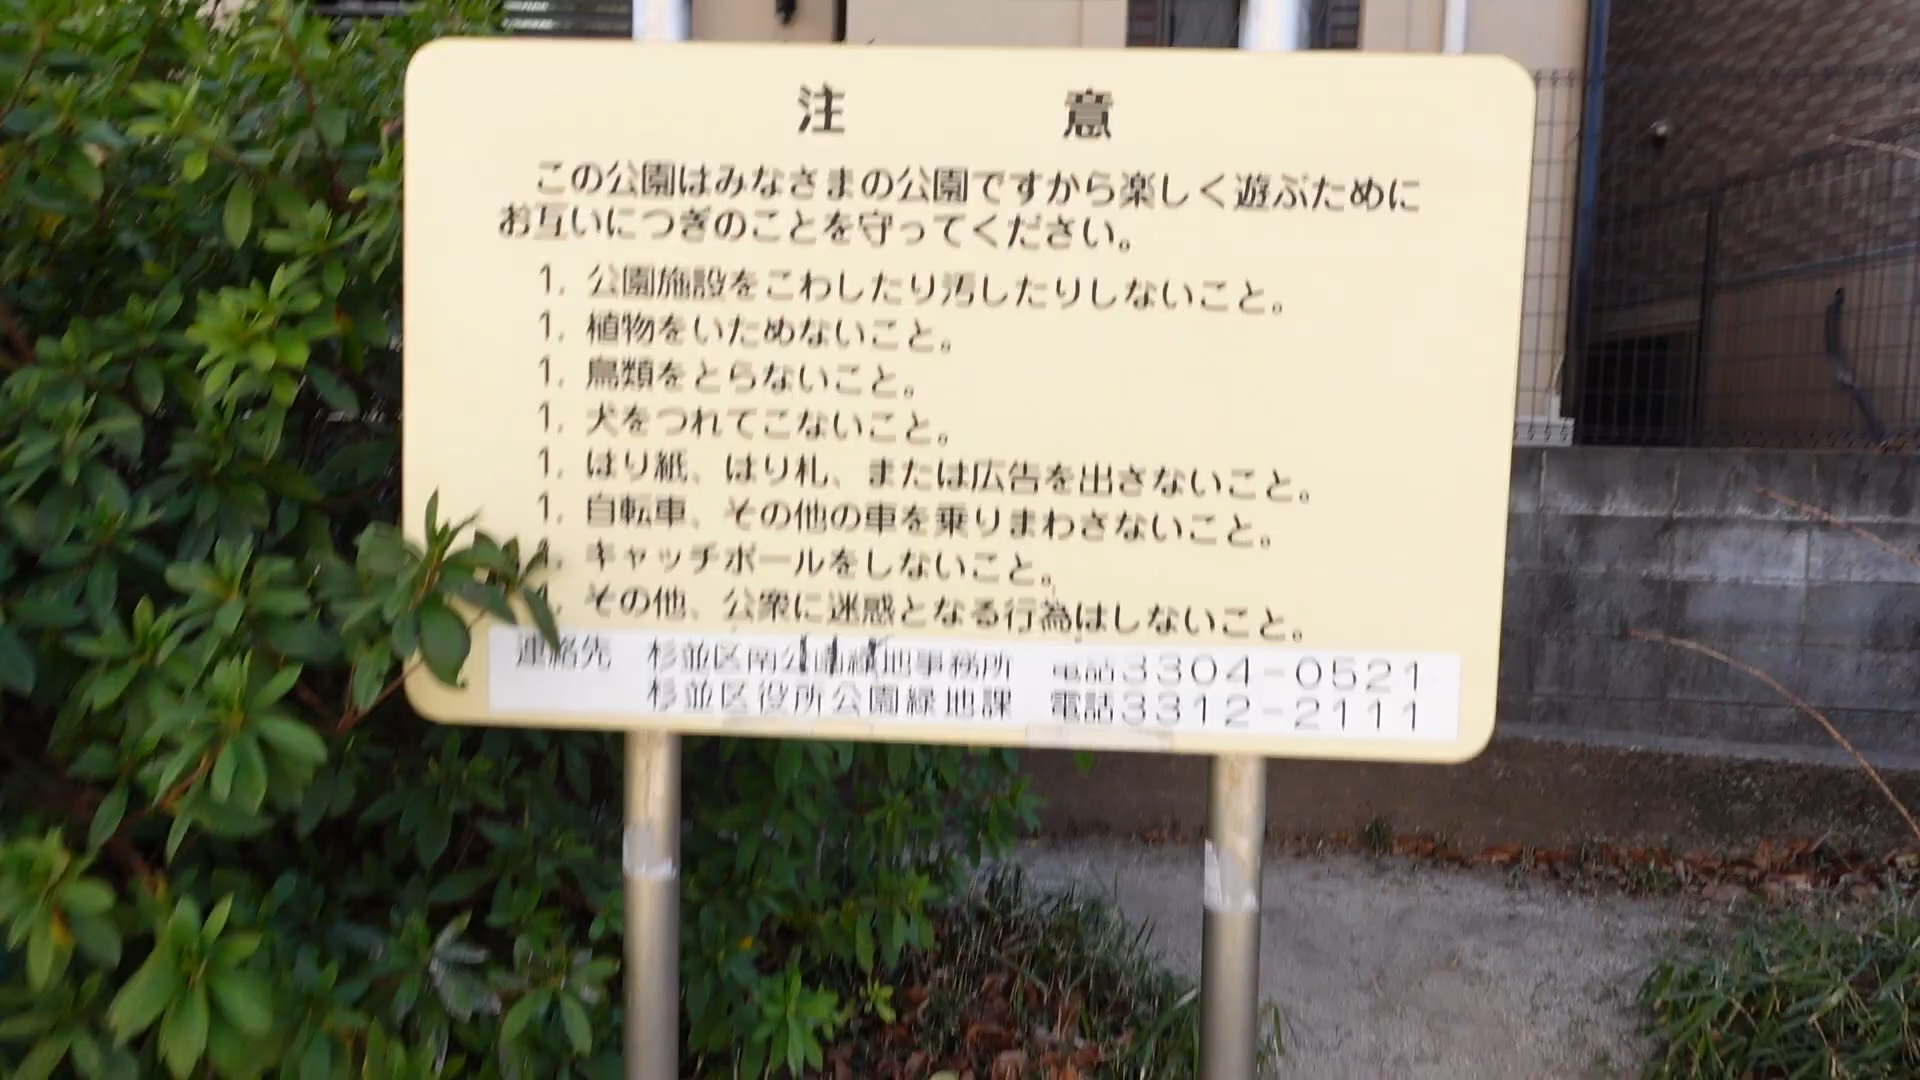 注 意
この公園はみなさまの公園ですから楽しく遊ぶために
お互いにつぎのことを守ってください。
1. 公園施設をこわしたり汚したりしないこと。
1. 植物をいためないこと。
1. 鳥類をとらないこと。
1. 犬をつれてこないこと。
1. はり紙、はり札、または広告を出さないこと。
1. 自転車、その他の車を乗りまわさないこと。
1. キャッチボールをしないこと。
1. その他、公衆に迷惑となる行為はしないこと。
連絡先 杉並区南公園緑地事務所 電話3304-0521
杉並区役所公園緑地課 電話3312-2111